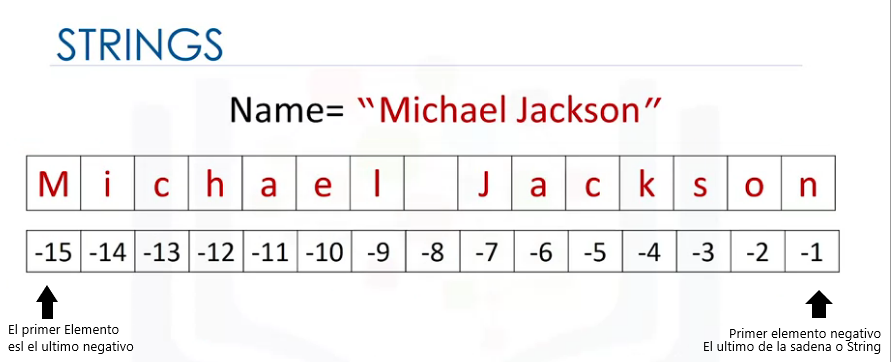 STRINGS
Name= “Michael Jackson”
M i c h a e l J a c k s o n
-15 -14 -13 -12 -11 -10 -9 -8 -7 -6 -5 -4 -3 -2 -1
El primer Elemento
esl el ultimo negativo
Primer elemento negativo
El ultimo de la sadena o String